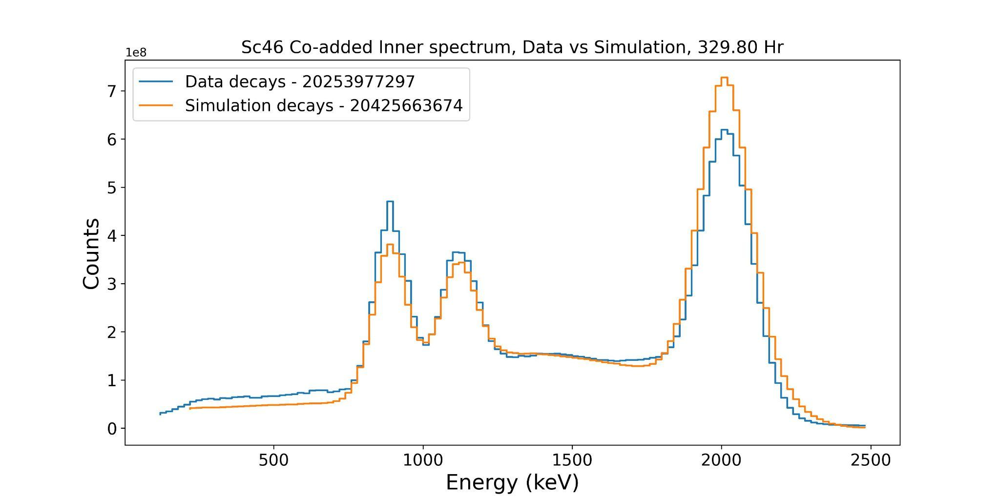 Sc46 Co-added Inner spectrum, Data vs Simulation, 329.80 Hr
1e8
Data decays - 20253977297
Simulation decays - 20425663674
7
6
5
4
3
2
1
0
Counts
500 1000 1500 2000 2500
Energy (keV)